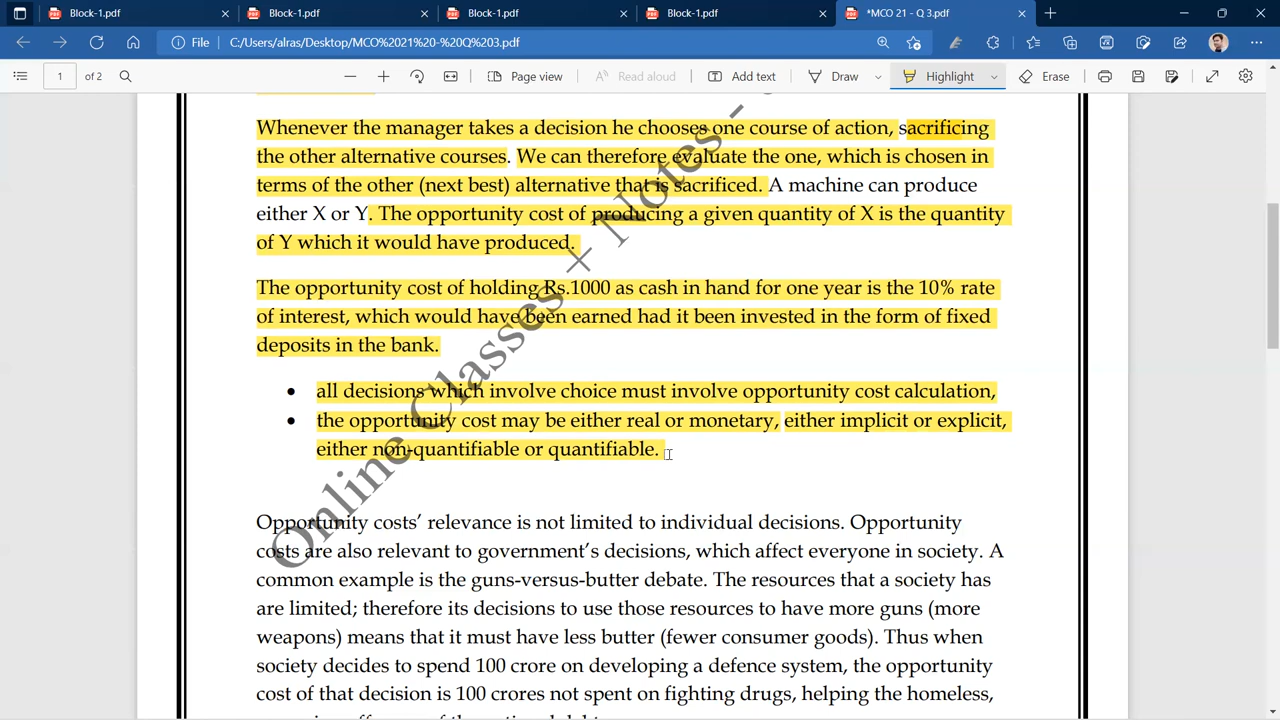 Block-1.pdf
Block-1.pdf
Block-1.pdf
Block-1.pdf
*MCO 21 - Q 3.pdf
File C:/Users/alras/Desktop/MCO%2021%20-%20Q%203.pdf
1 of 2 Page view Read aloud Add text Draw Highlight Erase
Whenever the manager takes a decision he chooses one course of action, sacrificing
the other alternative courses. We can therefore evaluate the one, which is chosen in
terms of the other (next best) alternative that is sacrificed. A machine can produce
either X or Y. The opportunity cost of producing a given quantity of X is the quantity
of Y which it would have produced.
The opportunity cost of holding Rs.1000 as cash in hand for one year is the 10% rate
of interest, which would have been earned had it been invested in the form of fixed
deposits in the bank.
• all decisions which involve choice must involve opportunity cost calculation,
• the opportunity cost may be either real or monetary, either implicit or explicit,
either non-quantifiable or quantifiable.
Opportunity costs’ relevance is not limited to individual decisions. Opportunity
costs are also relevant to government’s decisions, which affect everyone in society. A
common example is the guns-versus-butter debate. The resources that a society has
are limited; therefore its decisions to use those resources to have more guns (more
weapons) means that it must have less butter (fewer consumer goods). Thus when
society decides to spend 100 crore on developing a defence system, the opportunity
cost of that decision is 100 crores not spent on fighting drugs, helping the homeless,
Online Classes + Notes -